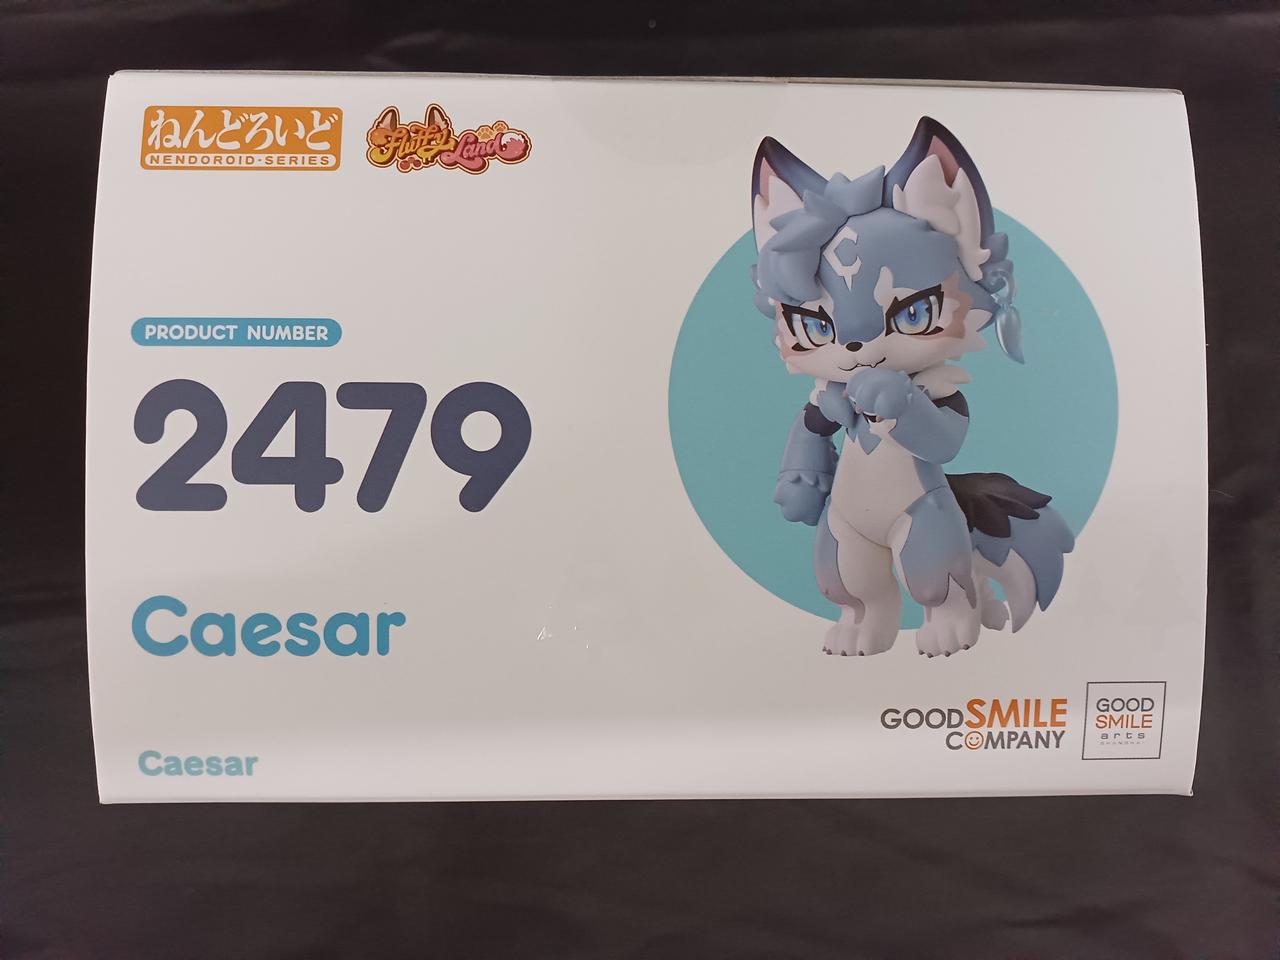 ねんどろいど
NENDOROID·SERIES
Fluffy Land
PRODUCT NUMBER
2479
Caesar
Caesar
GOOD SMILE
COMPANY
GOOD
SMILE
arts
SHANGHAI